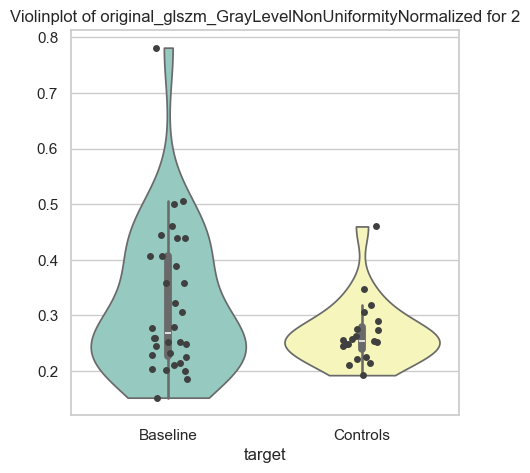 Violinplot of original_glszm_GrayLevelNonUniformityNormalized for 2
0.8
0.7
0.6
0.5
0.4
0.3
0.2
Baseline
Controls
target